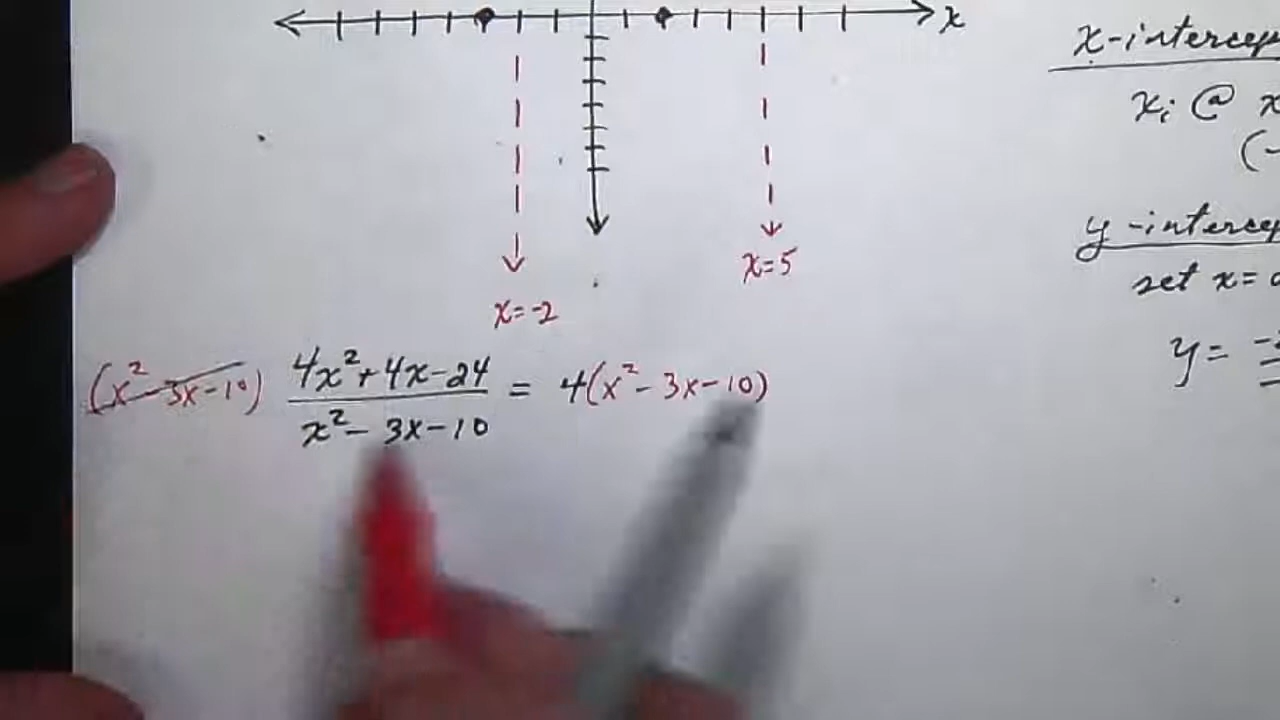 x
x-intercep
xi @ x
(-
y-intercep
set x=
y=
x=5
x=-2
(x²-3x-10) 4x²+4x-24 = 4(x²-3x-10)
x²-3x-10